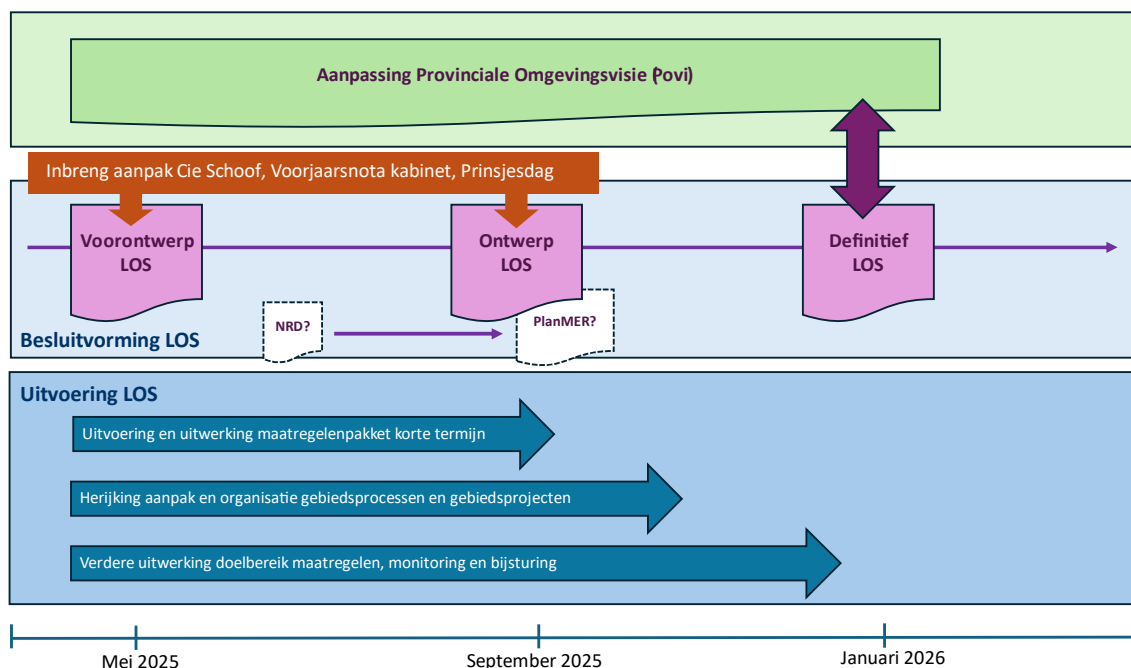 Aanpassing Provinciale Omgevingsvisie (Povi)
Inbreng aanpak Cie Schoof, Voorjaarsnota kabinet, Prinsjesdag
Voorontwerp
LOS
Ontwerp
LOS
Definitief
LOS
NRD?
PlanMER?
Besluitvorming LOS
Uitvoering LOS
Uitvoering en uitwerking maatregelenpakket korte termijn
Herijking aanpak en organisatie gebiedsprocessen en gebiedsprojecten
Verdere uitwerking doelbereik maatregelen, monitoring en bijsturing
Mei 2025
September 2025
Januari 2026